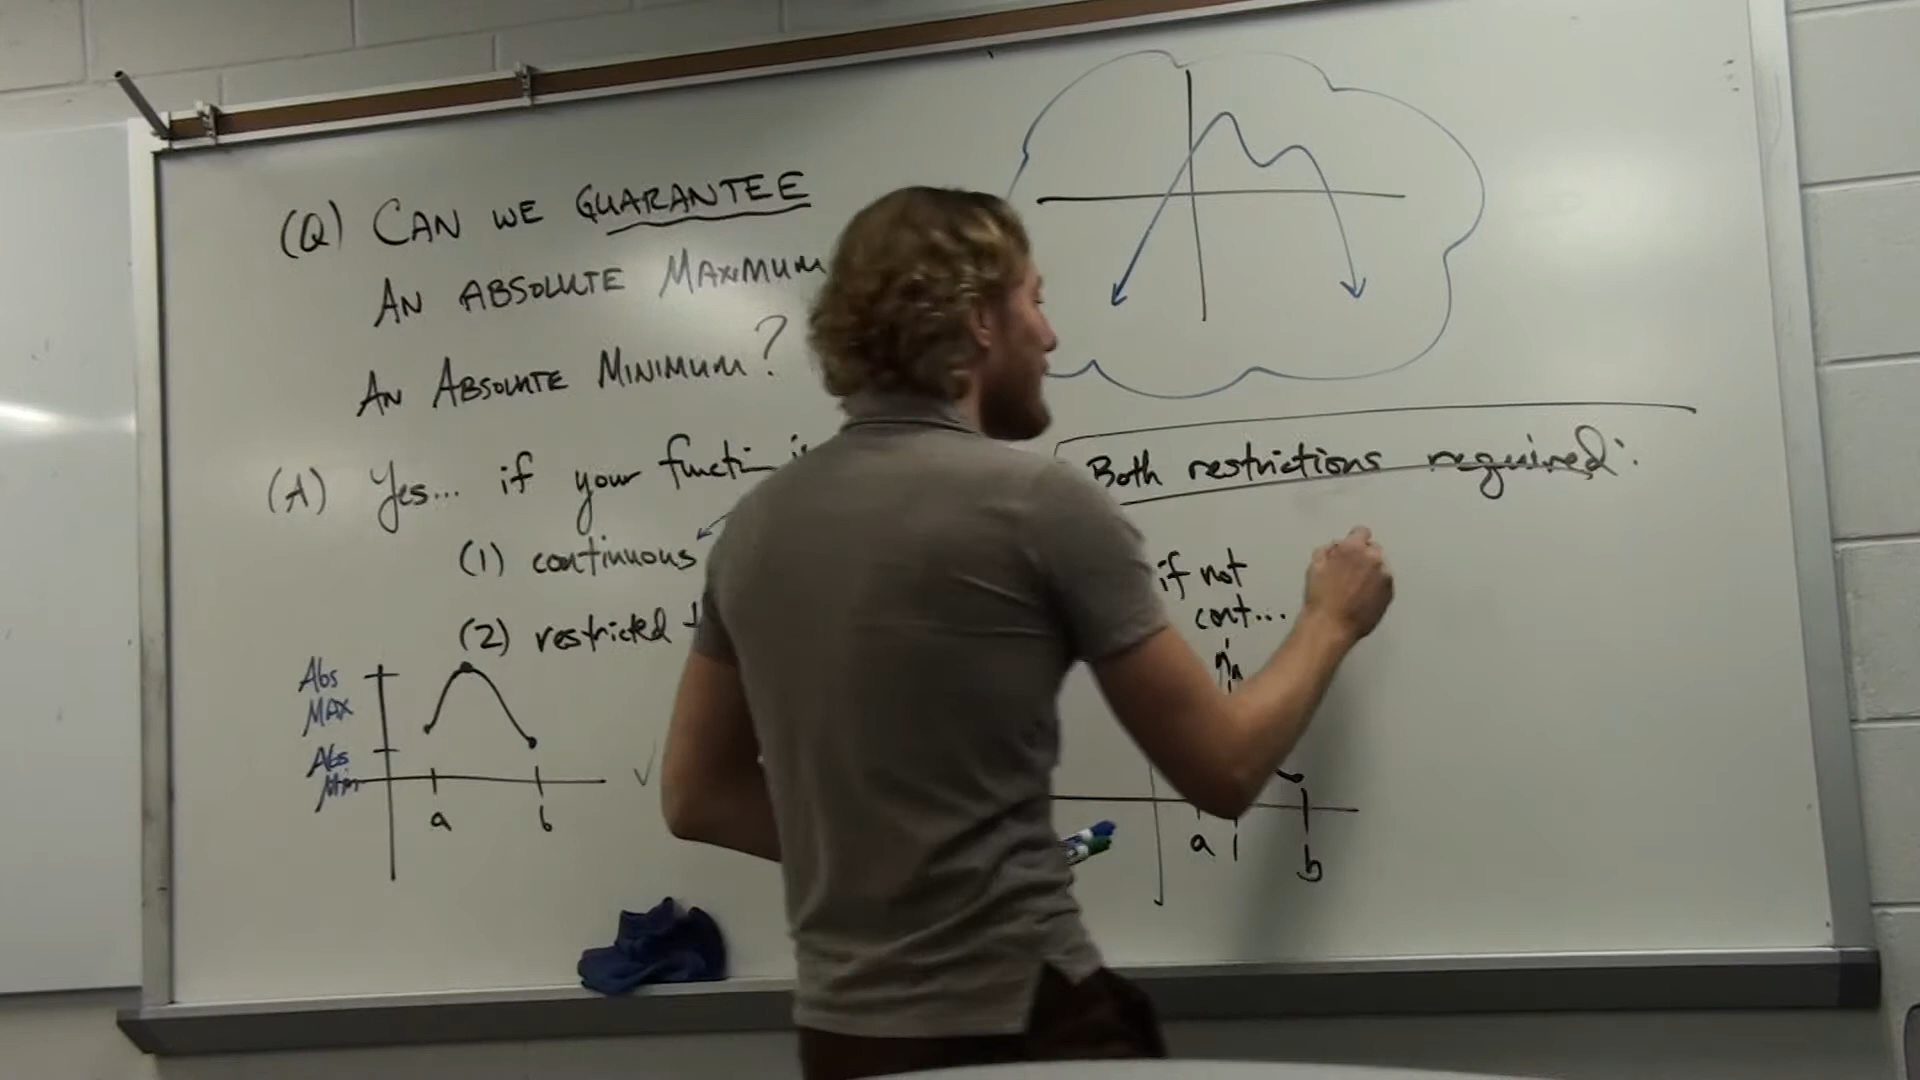 (Q) CAN WE GUARANTEE
AN ABSOLUTE MAXIMUM
AN ABSOLUTE MINIMUM?
(A) Yes... if your
(1) continuous
(2) restricted
Abs
MAX
Abs
Min
a
b
Both restrictions required:
if not
cont...
a
b